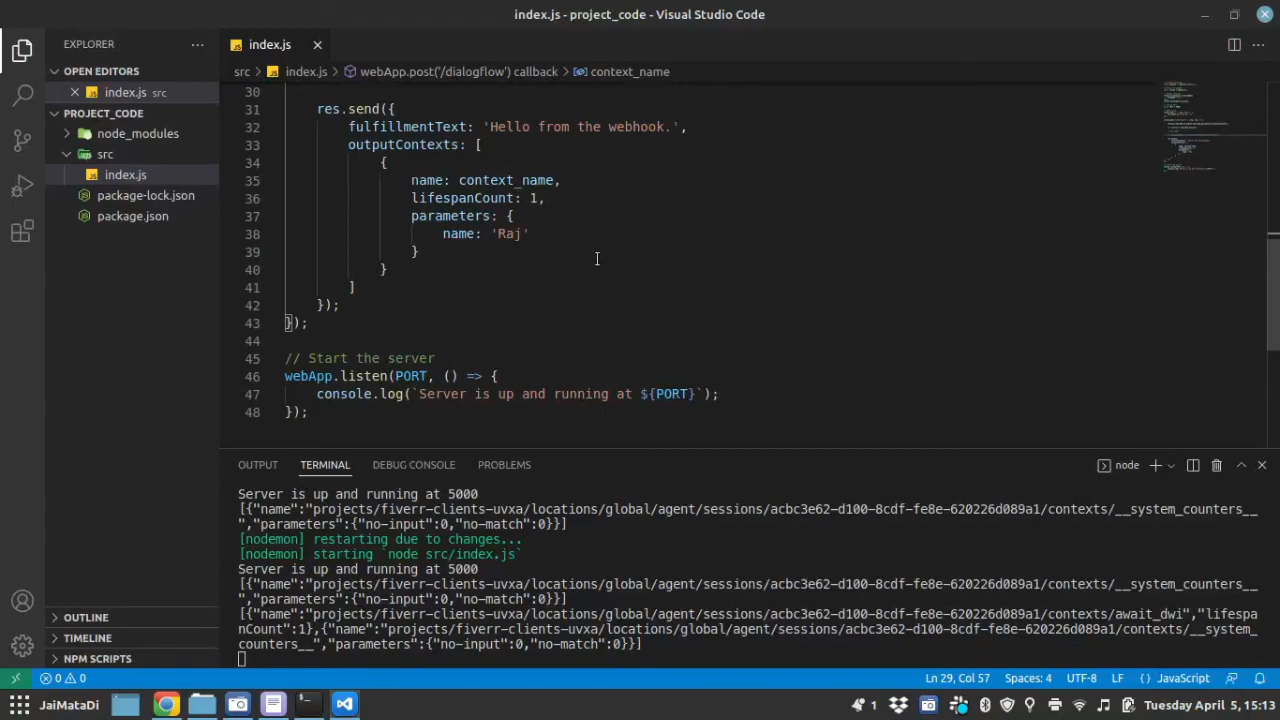 index.js - project_code - Visual Studio Code
EXPLORER
index.js
OPEN EDITORS
src > index.js > webApp.post('/dialogflow') callback > context_name
index.js src
PROJECT_CODE
node_modules
src
index.js
package-lock.json
package.json
30
31 res.send({
32 fulfillmentText: 'Hello from the webhook.',
33 outputContexts: [
34 {
35 name: context_name,
36 lifespanCount: 1,
37 parameters: {
38 name: 'Raj'
39 }
40 }
41 ]
42 });
43 });
44
45 // Start the server
46 webApp.listen(PORT, () => {
47 console.log(`Server is up and running at ${PORT}`);
48 });
OUTPUT TERMINAL DEBUG CONSOLE PROBLEMS
node
Server is up and running at 5000
[{"name":"projects/fiverr-clients-uvxa/locations/global/agent/sessions/acbc3e62-d100-8cdf-fe8e-620226d089a1/contexts/__system_counters__
","parameters":{"no-input":0,"no-match":0}}]
[nodemon] restarting due to changes...
[nodemon] starting `node src/index.js`
Server is up and running at 5000
[{"name":"projects/fiverr-clients-uvxa/locations/global/agent/sessions/acbc3e62-d100-8cdf-fe8e-620226d089a1/contexts/__system_counters__
","parameters":{"no-input":0,"no-match":0}}]
[{"name":"projects/fiverr-clients-uvxa/locations/global/agent/sessions/acbc3e62-d100-8cdf-fe8e-620226d089a1/contexts/await_dwi","lifespa
nCount":1},{"name":"projects/fiverr-clients-uvxa/locations/global/agent/sessions/acbc3e62-d100-8cdf-fe8e-620226d089a1/contexts/__system_
counters__","parameters":{"no-input":0,"no-match":0}}]
OUTLINE
TIMELINE
NPM SCRIPTS
0 0
Ln 29, Col 57
Spaces: 4
UTF-8
LF
{ } JavaScript
JaiMataDi
1
Tuesday April 5, 15:13